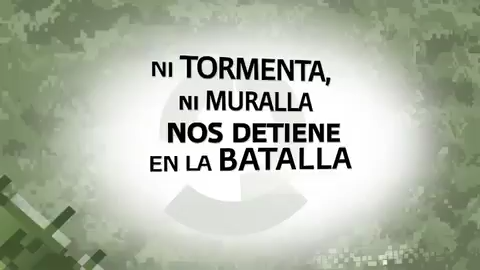 NI TORMENTA,
NI MURALLA
NOS DETIENE
EN LA BATALLA